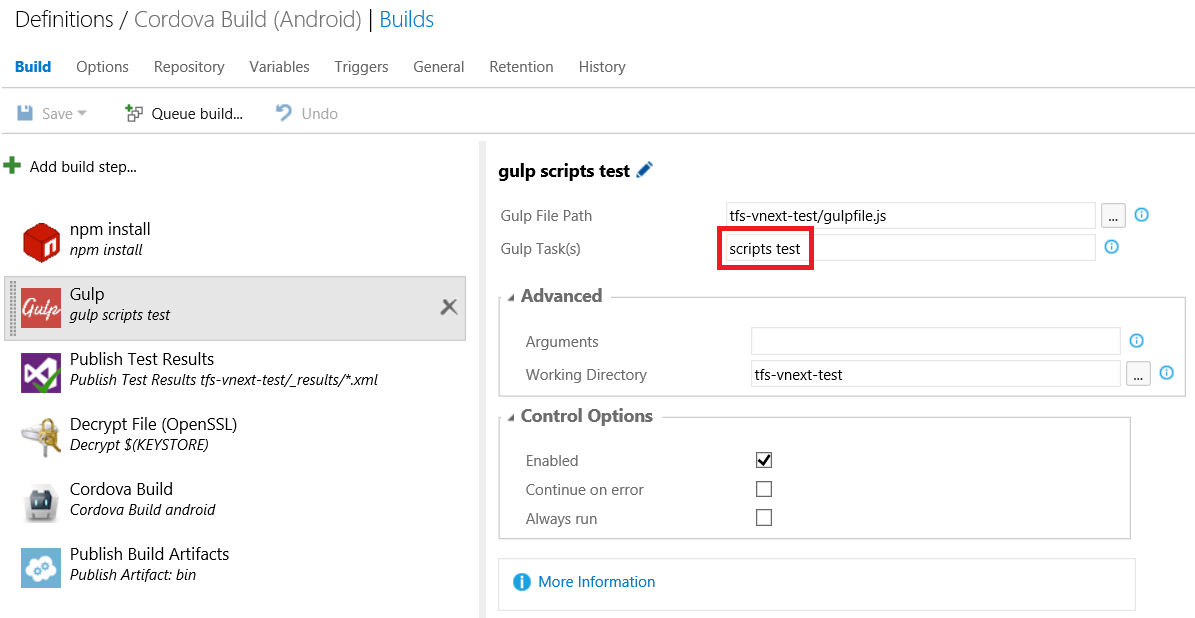 Definitions / Cordova Build (Android) | Builds
Build Options Repository Variables Triggers General Retention History
Save Queue build... Undo
Add build step...
npm install
npm install
Gulp
Gulp
gulp scripts test
Publish Test Results
Publish Test Results tfs-vnext-test/_results/*.xml
Decrypt File (OpenSSL)
Decrypt $(KEYSTORE)
Cordova Build
Cordova Build android
Publish Build Artifacts
Publish Artifact: bin
gulp scripts test
Gulp File Path tfs-vnext-test/gulpfile.js ...
Gulp Task(s) scripts test
Advanced
Arguments
Working Directory tfs-vnext-test ...
Control Options
Enabled
Continue on error
Always run
More Information